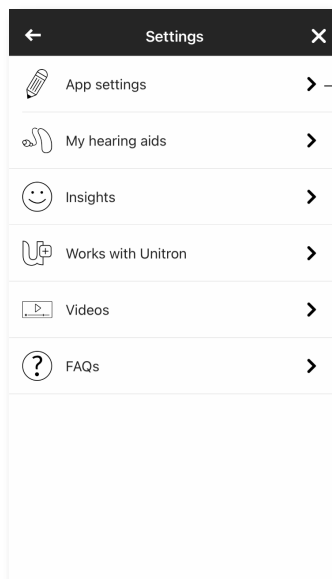 Settings
App settings
My hearing aids
Insights
Works with Unitron
Videos
FAQs